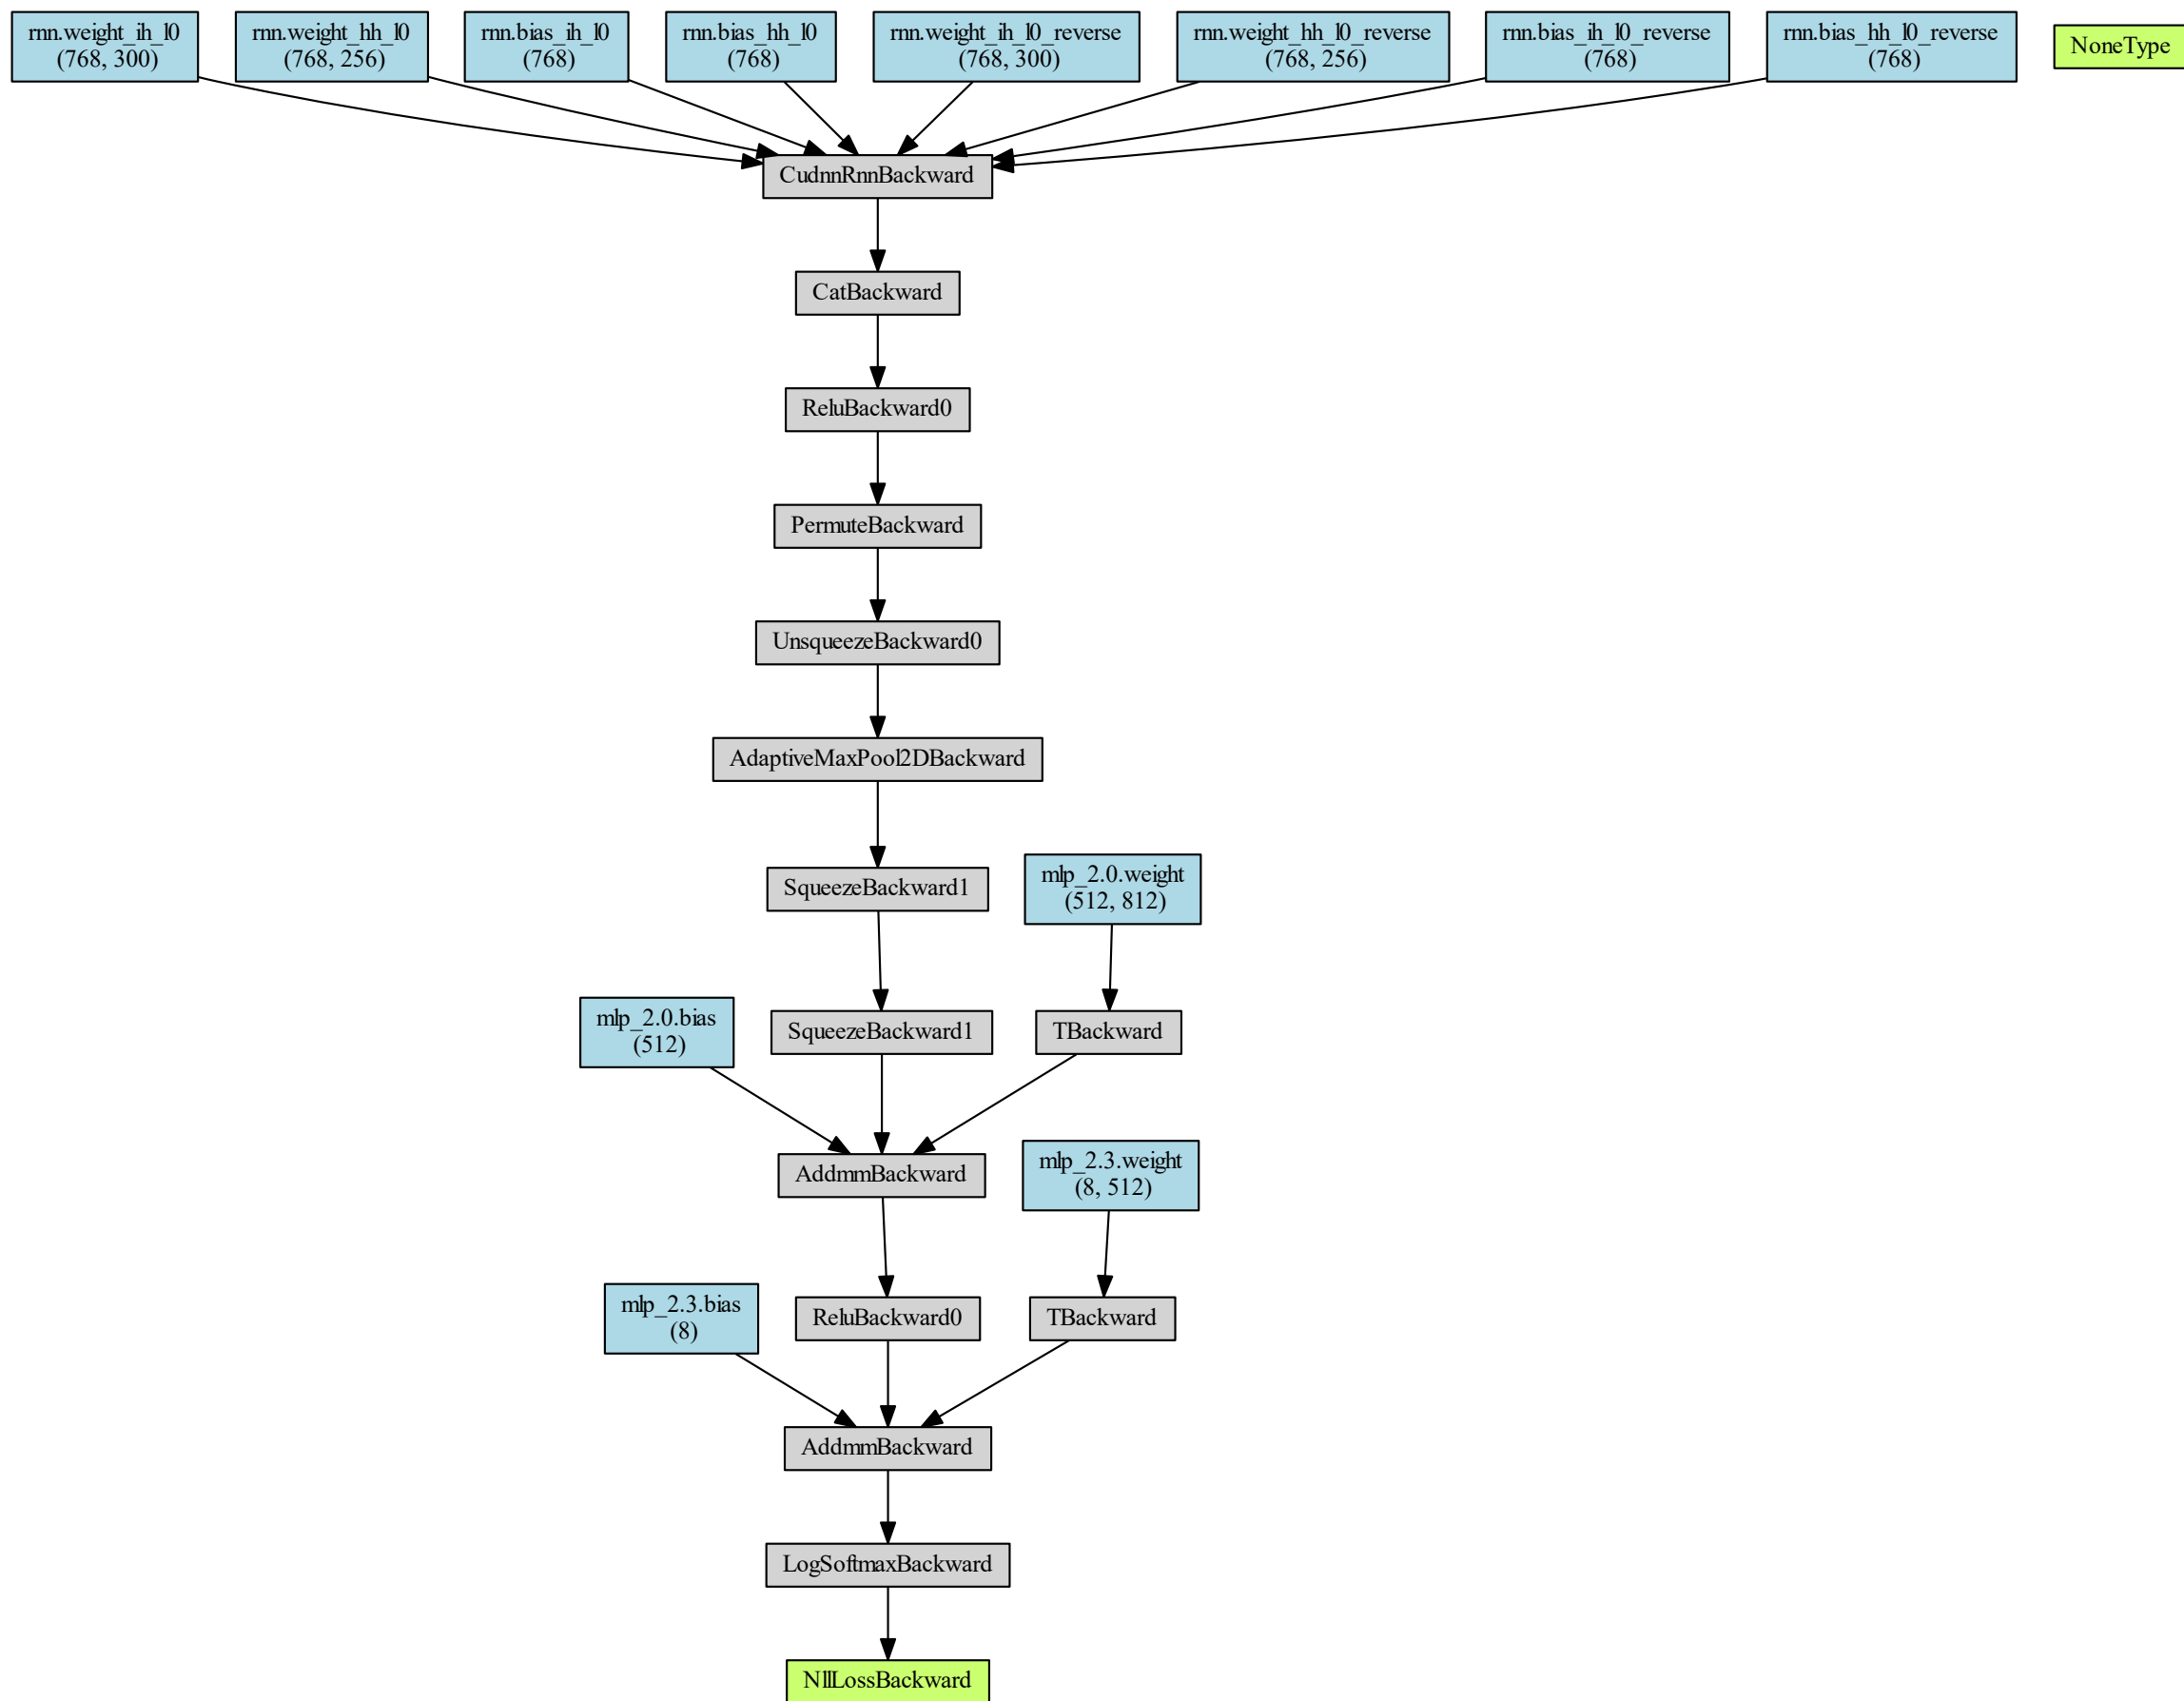 rnn.weight_ih_l0
(768, 300)
rnn.weight_hh_l0
(768, 256)
rnn.bias_ih_l0
(768)
rnn.bias_hh_l0
(768)
rnn.weight_ih_l0_reverse
(768, 300)
rnn.weight_hh_l0_reverse
(768, 256)
rnn.bias_ih_l0_reverse
(768)
rnn.bias_hh_l0_reverse
(768)
NoneType
CudnnRnnBackward
CatBackward
ReluBackward0
PermuteBackward
UnsqueezeBackward0
AdaptiveMaxPool2DBackward
SqueezeBackward1
mlp_2.0.weight
(512, 812)
mlp_2.0.bias
(512)
SqueezeBackward1
TBackward
AddmmBackward
mlp_2.3.weight
(8, 512)
mlp_2.3.bias
(8)
ReluBackward0
TBackward
AddmmBackward
LogSoftmaxBackward
NllLossBackward